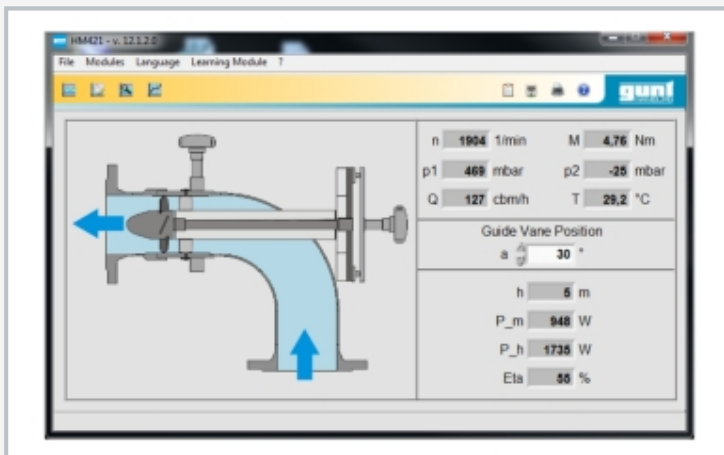 HM421 - v. 12.1.2.0
File Modules Language Learning Module ?
gunt
n 1904 1/min M 4,76 Nm
p1 469 mbar p2 -25 mbar
Q 127 cbm/h T 29,2 °C
Guide Vane Position
a 30 °
h 5 m
P_m 948 W
P_h 1735 W
Eta 55 %